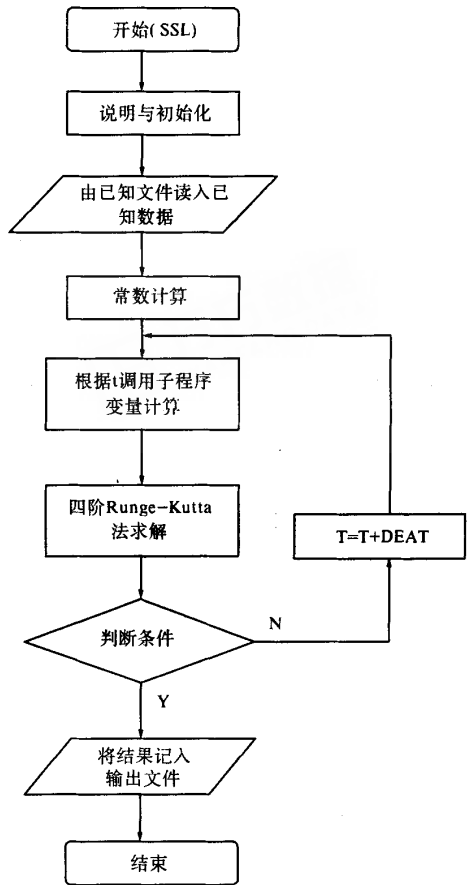 开始( SSL)
说明与初始化
由已知文件读入已
知数据
常数计算
根据t调用子程序
变量计算
四阶Runge-Kutta
法求解
T=T+DEAT
判断条件
N
Y
将结果记入
输出文件
结束